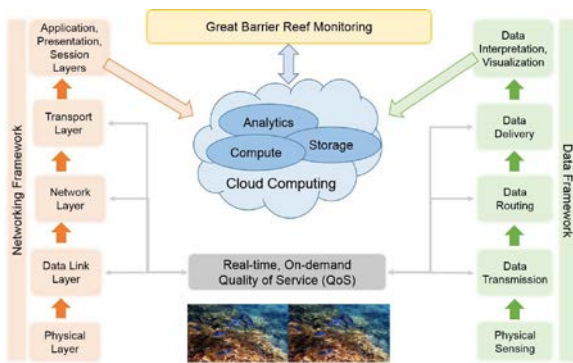 Great Barrier Reef Monitoring
Application,
Presentation,
Session
Layers
Transport
Layer
Network
Layer
Data Link
Layer
Physical
Layer
Networking Framework
Analytics
Compute
Storage
Cloud Computing
Real-time, On-demand
Quality of Service (QoS)
Data
Interpretation,
Visualization
Data
Delivery
Data
Routing
Data
Transmission
Physical
Sensing
Data Framework